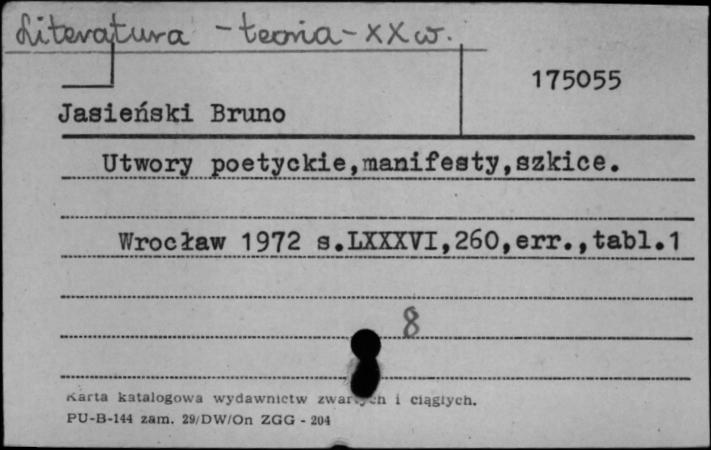 Literatura - teoria - XX w.
175055
Jasieński Bruno
Utwory poetyckie,manifesty,szkice.
Wrocław 1972 s.LXXXVI,260,err.,tabl.1
8
Karta katalogowa wydawnictw zwartych i ciągłych.
PU-B-144 zam. 29/DW/On ZGG - 204